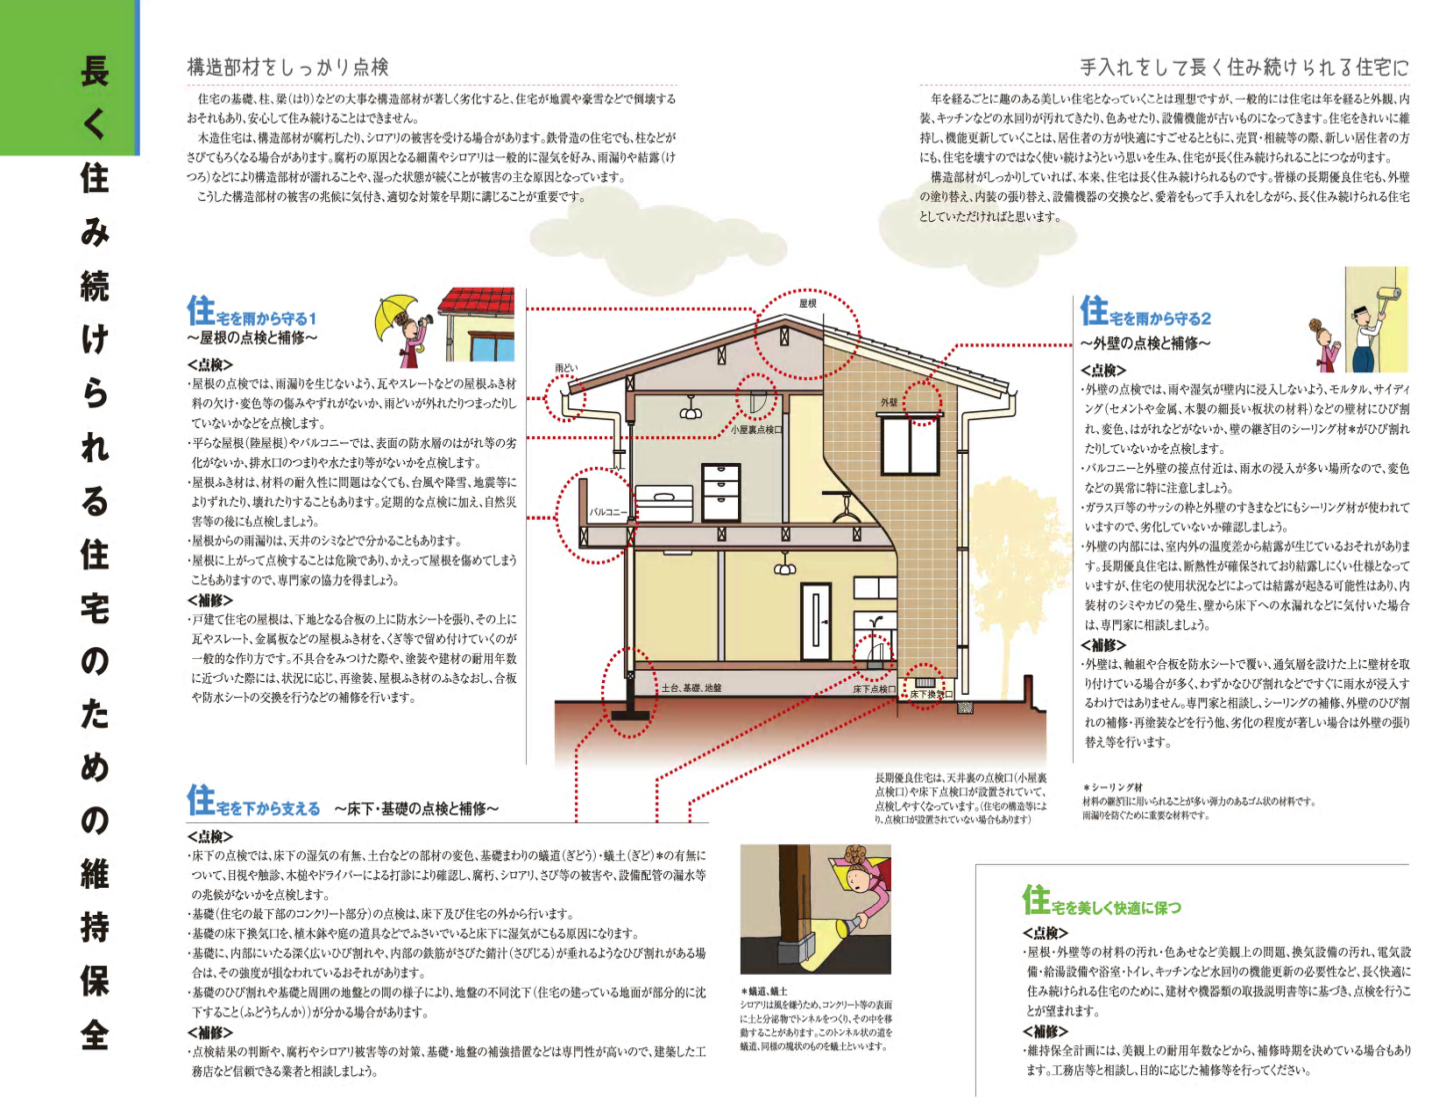 長く住み続けられる住宅のための維持保全
構造部材をしっかり点検
住宅の基礎、柱、梁(はり)などの大事な構造部材が著しく劣化すると、住宅が地震や豪雪などで倒壊する
おそれもあり、安心して住み続けることはできません。
木造住宅は、構造部材が腐朽したり、シロアリの被害を受ける場合があります。鉄骨造の住宅でも、柱などが
さびてもろくなる場合があります。腐朽の原因となる細菌やシロアリは一般的に湿気を好み、雨漏りや結露(け
つろ)などにより構造部材が濡れることや、湿った状態が続くことが被害の主な原因となっています。
こうした構造部材の被害の兆候に気付き、適切な対策を早期に講じることが重要です。
手入れをして長く住み続けられる住宅に
年を経るごとに趣のある美しい住宅となっていくことは理想ですが、一般的には住宅は年を経ると外観、内
装、キッチンなどの水回りが汚れてきたり、色あせたり、設備機能が古いものになってきます。住宅をきれいに維
持し、機能更新していくことは、居住者の方が快適にすごせるとともに、売買・相続等の際、新しい居住者の方
にも、住宅を壊すのではなく使い続けようという思いを生み、住宅が長く住み続けられることにつながります。
構造部材がしっかりしていれば、本来、住宅は長く住み続けられるものです。皆様の長期優良住宅も、外壁
の塗り替え、内装の張り替え、設備機器の交換など、愛着をもって手入れをしながら、長く住み続けられる住宅
としていただければと思います。
住宅を雨から守る1
～屋根の点検と補修～
<点検>
・屋根の点検では、雨漏りを生じないよう、瓦やスレートなどの屋根ふき材
料の欠け・変色等の傷みやずれがないか、雨どいが外れたりつまったりし
ていないかなどを点検します。
・平らな屋根(陸屋根)やバルコニーでは、表面の防水層のはがれ等の劣
化がないか、排水口のつまりや水たまり等がないかを点検します。
・屋根ふき材は、材料の耐久性に問題はなくても、台風や降雪、地震等に
よりずれたり、壊れたりすることもあります。定期的な点検に加え、自然災
害等の後にも点検しましょう。
・屋根からの雨漏りは、天井のシミなどで分かることもあります。
・屋根に上がって点検することは危険であり、かえって屋根を傷めてしまう
こともありますので、専門家の協力を得ましょう。
<補修>
・戸建て住宅の屋根は、下地となる合板の上に防水シートを張り、その上に
瓦やスレート、金属板などの屋根ふき材を、くぎ等で留め付けていくのが
一般的な作り方です。不具合をみつけた際や、塗装や建材の耐用年数
に近づいた際には、状況に応じ、再塗装、屋根ふき材のふきなおし、合板
や防水シートの交換を行うなどの補修を行います。
屋根
雨どい
外壁
小屋裏点検口
バルコニー
土台、基礎、地盤
床下点検口
床下換気口
住宅を雨から守る2
～外壁の点検と補修～
<点検>
・外壁の点検では、雨や湿気が壁内に浸入しないよう、モルタル、サイディ
ング(セメントや金属、木製の細長い板状の材料)などの壁材にひび割
れ、変色、はがれなどがないか、壁の継ぎ目のシーリング材＊がひび割れ
たりしていないかを点検します。
・バルコニーと外壁の接点付近は、雨水の浸入が多い場所なので、変色
などの異常に特に注意しましょう。
・ガラス戸等のサッシの枠と外壁のすきまなどにもシーリング材が使われて
いますので、劣化していないか確認しましょう。
・外壁の内部には、室内外の温度差から結露が生じているおそれがありま
す。長期優良住宅は、断熱性が確保されており結露しにくい仕様となって
いますが、住宅の使用状況などによっては結露が起きる可能性はあり、内
装材のシミやカビの発生、壁から床下への水漏れなどに気付いた場合
は、専門家に相談しましょう。
<補修>
・外壁は、軸組や合板を防水シートで覆い、通気層を設けた上に壁材を取
り付けている場合が多く、わずかなひび割れなどですぐに雨水が浸入す
るわけではありません。専門家と相談し、シーリングの補修、外壁のひび割
れの補修・再塗装などを行う他、劣化の程度が著しい場合は外壁の張り
替え等を行います。
＊シーリング材
材料の継ぎ目に用いられることが多い弾力のあるゴム状の材料です。
雨漏りを防ぐために重要な材料です。
長期優良住宅は、天井裏の点検口(小屋裏
点検口)や床下点検口が設置されていて、
点検しやすくなっています。(住宅の構造等によ
り、点検口が設置されていない場合もあります)
住宅を下から支える ～床下・基礎の点検と補修～
<点検>
・床下の点検では、床下の湿気の有無、土台などの部材の変色、基礎まわりの蟻道(ぎどう)・蟻土(ぎど)＊の有無に
ついて、目視や触診、木槌やドライバーによる打診により確認し、腐朽、シロアリ、さび等の被害や、設備配管の漏水等
の兆候がないかを点検します。
・基礎(住宅の最下部のコンクリート部分)の点検は、床下及び住宅の外から行います。
・基礎の床下換気口を、植木鉢や庭の道具などでふさいでいると床下に湿気がこもる原因になります。
・基礎に、内部にいたる深く広いひび割れや、内部の鉄筋がさびた錆汁(さびじる)が垂れるようなひび割れがある場
合は、その強度が損なわれているおそれがあります。
・基礎のひび割れや基礎と周囲の地盤との間の様子により、地盤の不同沈下(住宅の建っている地面が部分的に沈
下すること(ふどうちんか))が分かる場合があります。
<補修>
・点検結果の判断や、腐朽やシロアリ被害等の対策、基礎・地盤の補強措置などは専門性が高いので、建築した工
務店など信頼できる業者と相談しましょう。
＊蟻道、蟻土
シロアリは風を嫌うため、コンクリート等の表面
に土と分泌物でトンネルをつくり、その中を移
動することがあります。このトンネル状の道を
蟻道、同様の塊状のものを蟻土といいます。
住宅を美しく快適に保つ
<点検>
・屋根・外壁等の材料の汚れ・色あせなど美観上の問題、換気設備の汚れ、電気設
備・給湯設備や浴室・トイレ、キッチンなど水回りの機能更新の必要性など、長く快適に
住み続けられる住宅のために、建材や機器類の取扱説明書等に基づき、点検を行うこ
とが望まれます。
<補修>
・維持保全計画には、美観上の耐用年数などから、補修時期を決めている場合もあり
ます。工務店等と相談し、目的に応じた補修等を行ってください。